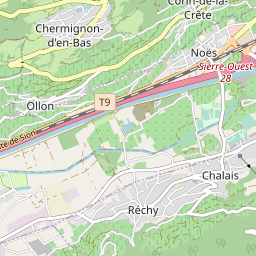 Corin-de-la-
Crête
Chermignon-
d'en-Bas
Noës
Sierre-Ouest
28
T9
Ollon
te de Sion
Chalais
Réchy